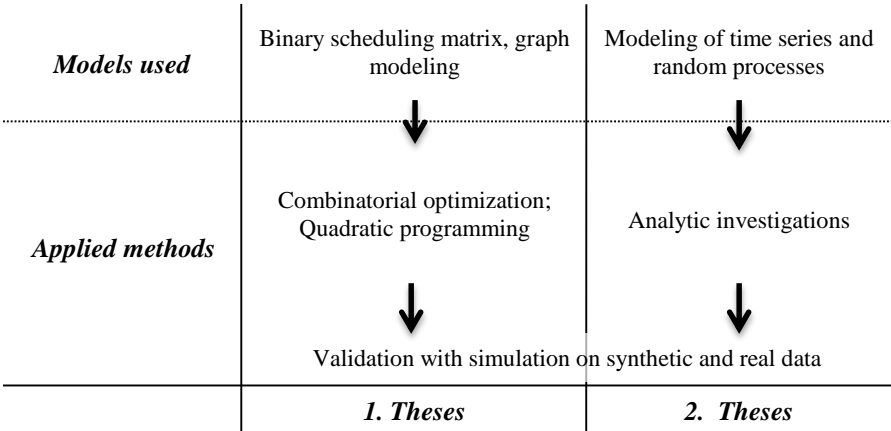 Models used
Binary scheduling matrix, graph
modeling
Modeling of time series and
random processes
Applied methods
Combinatorial optimization;
Quadratic programming
Analytic investigations
Validation with simulation on synthetic and real data
1. Theses
2. Theses